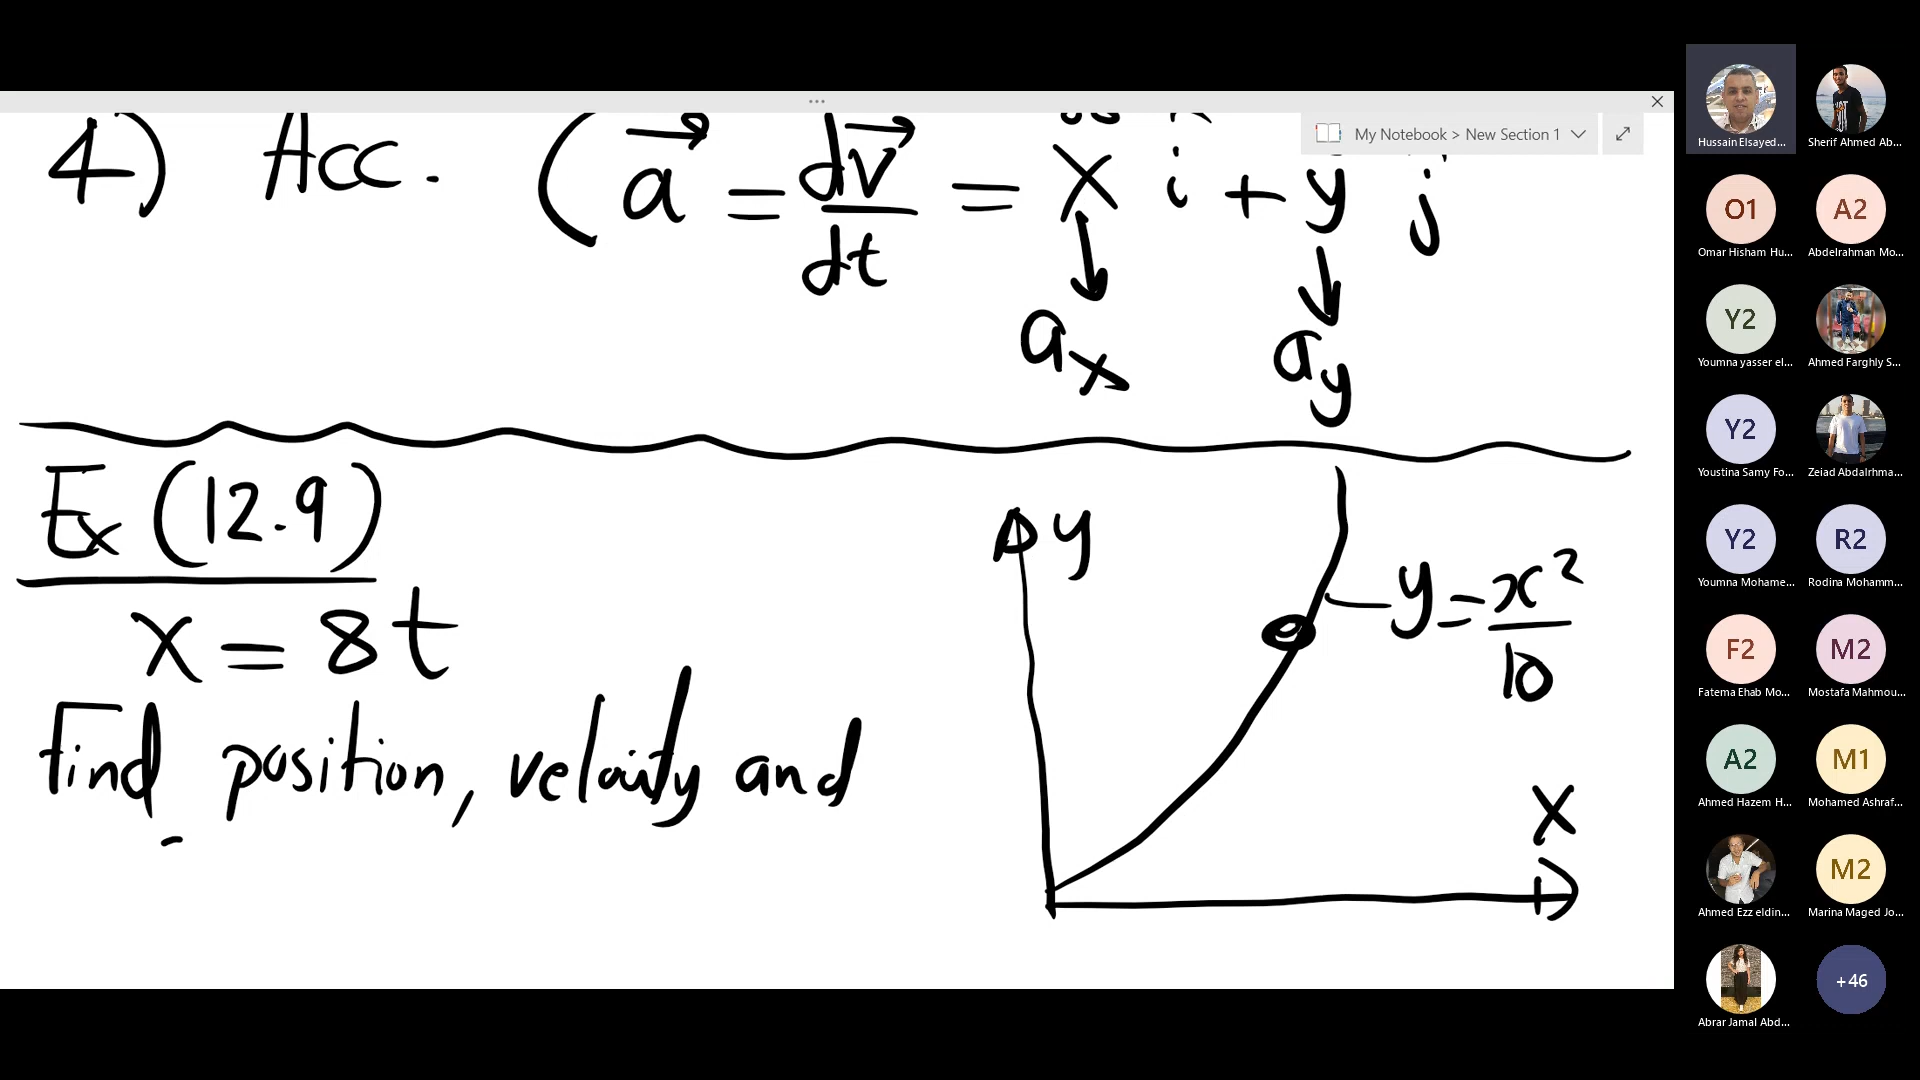 My Notebook > New Section 1
4) Acc. (a = dv/dt = x i + y j
ax ay
Ex (12.9)
x = 8t
Find position, velocity and
y
y = x²/10
x
Hussain Elsayed...
Sherif Ahmed Ab...
O1
A2
Omar Hisham Hu...
Abdelrahman Mo...
Y2
Youmna yasser el...
Ahmed Farghly S...
Y2
Youstina Samy Fo...
Zeiad Abdalrhma...
Y2
R2
Youmna Mohame...
Rodina Mohamm...
F2
M2
Fatema Ehab Mo...
Mostafa Mahmou...
A2
M1
Ahmed Hazem H...
Mohamed Ashraf...
M2
Ahmed Ezz eldin...
Marina Maged Jo...
+46
Abrar Jamal Abd...